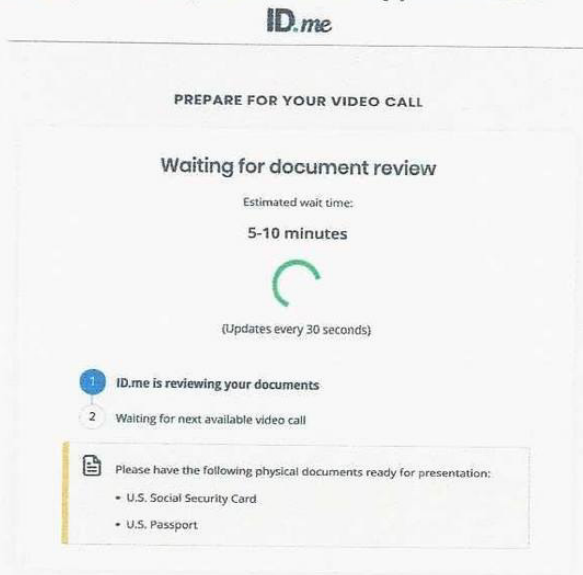 ID.me
PREPARE FOR YOUR VIDEO CALL
Waiting for document review
Estimated wait time:
5-10 minutes
(Updates every 30 seconds)
1 ID.me is reviewing your documents
2 Waiting for next available video call
Please have the following physical documents ready for presentation:
• U.S. Social Security Card
• U.S. Passport